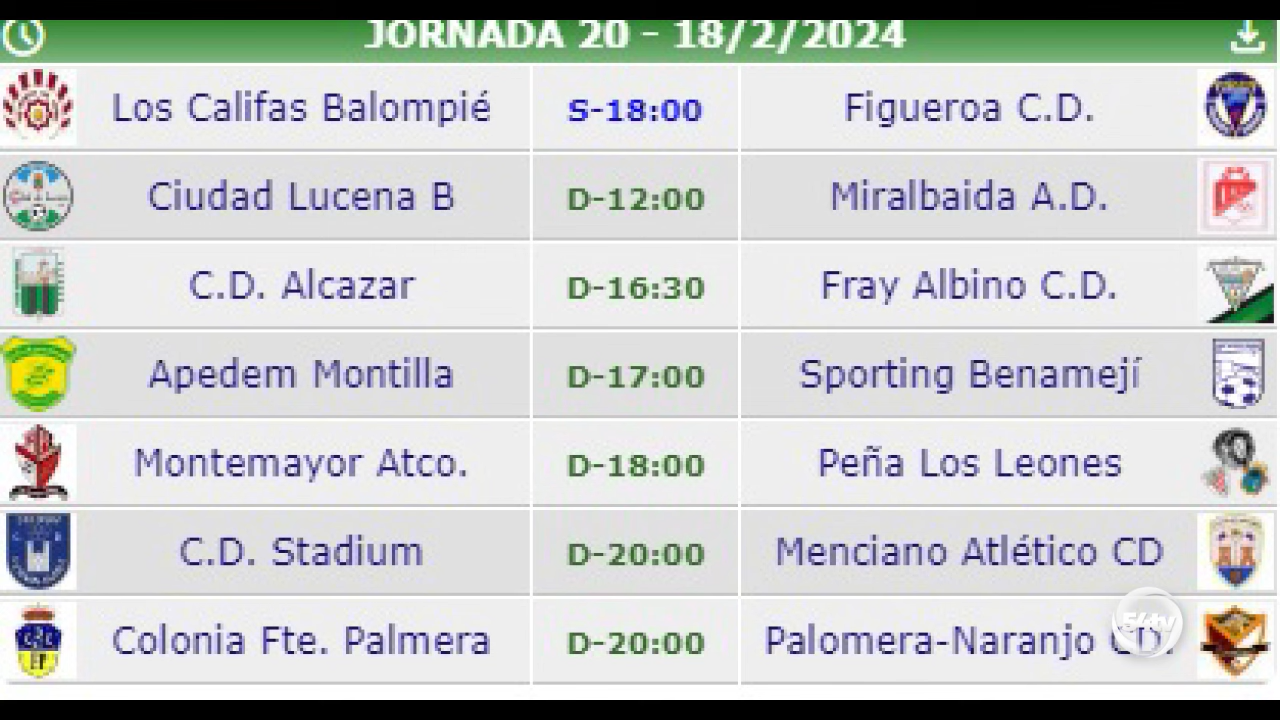 JORNADA 20 - 18/2/2024
Los Califas Balompié S-18:00 Figueroa C.D.
Ciudad Lucena B D-12:00 Miralbaida A.D.
C.D. Alcazar D-16:30 Fray Albino C.D.
Apedem Montilla D-17:00 Sporting Benamejí
Montemayor Atco. D-18:00 Peña Los Leones
C.D. Stadium D-20:00 Menciano Atlético CD
Colonia Fte. Palmera D-20:00 Palomera-Naranjo CD.
54tv